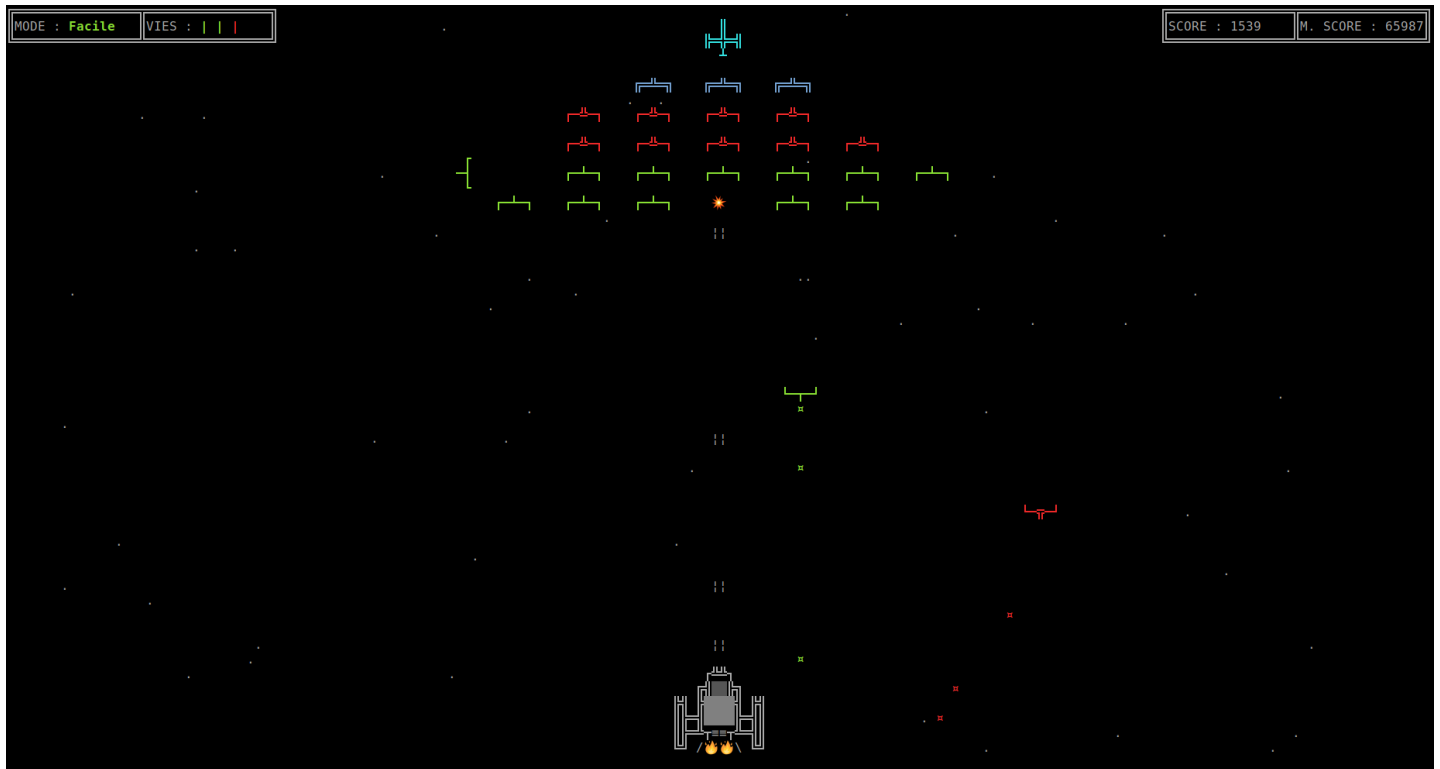 MODE : Facile
VIES : | | |
SCORE : 1539
M. SCORE : 65987